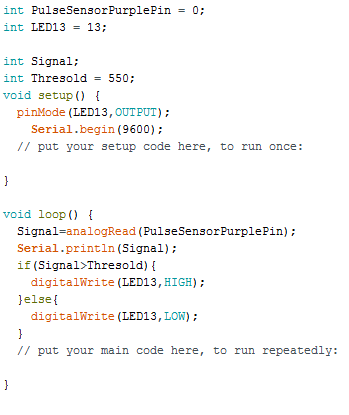 int PulseSensorPurplePin = 0;
int LED13 = 13;

int Signal;
int Thresold = 550;
void setup() {
  pinMode(LED13,OUTPUT);
    Serial.begin(9600);
  // put your setup code here, to run once:

}

void loop() {
  Signal=analogRead(PulseSensorPurplePin);
  Serial.println(Signal);
  if(Signal>Thresold){
    digitalWrite(LED13,HIGH);
  }else{
    digitalWrite(LED13,LOW);
  }
  // put your main code here, to run repeatedly:

}